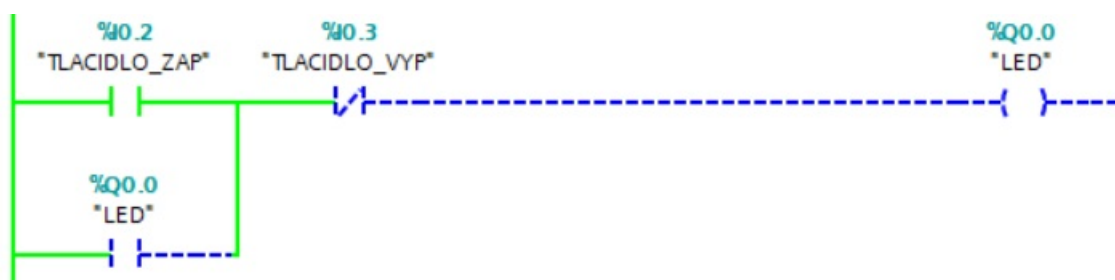 %I0.2
"TLACIDLO_ZAP"
%I0.3
"TLACIDLO_VYP"
%Q0.0
"LED"
%Q0.0
"LED"